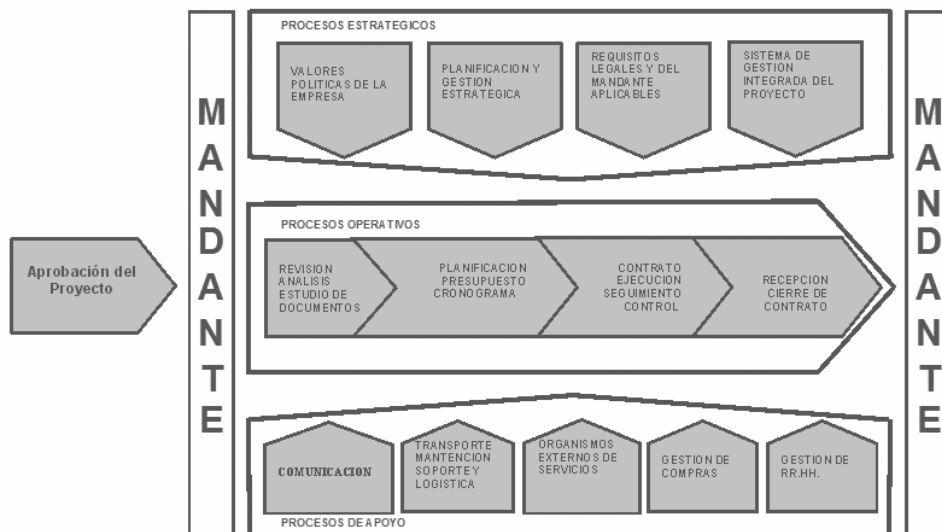 PROCESOS ESTRATEGICOS
VALORES
POLITICAS DE LA
EMPRESA
PLANIFICACION Y
GESTION
ESTRATEGICA
REQUISITOS
LEGALES Y DEL
MANDANTE
APLICABLES
SISTEMA DE
GESTION
INTEGRADA DEL
PROYECTO
MANDANTE
Aprobación del
Proyecto
PROCESOS OPERATIVOS
REVISION
ANALISIS
ESTUDIO DE
DOCUMENTOS
PLANIFICACION
PRESUPUESTO
CRONOGRAMA
CONTRATO
EJECUCION
SEGUIMIENTO
CONTROL
RECEPCION
CIERRE DE
CONTRATO
MANDANTE
COMUNICACION
TRANSPORTE
MANTENCION
SOPORTE Y
LOGISTICA
ORGANISMOS
EXTERNOS DE
SERVICIOS
GESTION DE
COMPRAS
GESTION DE
RR.HH.
PROCESOS DE APOYO